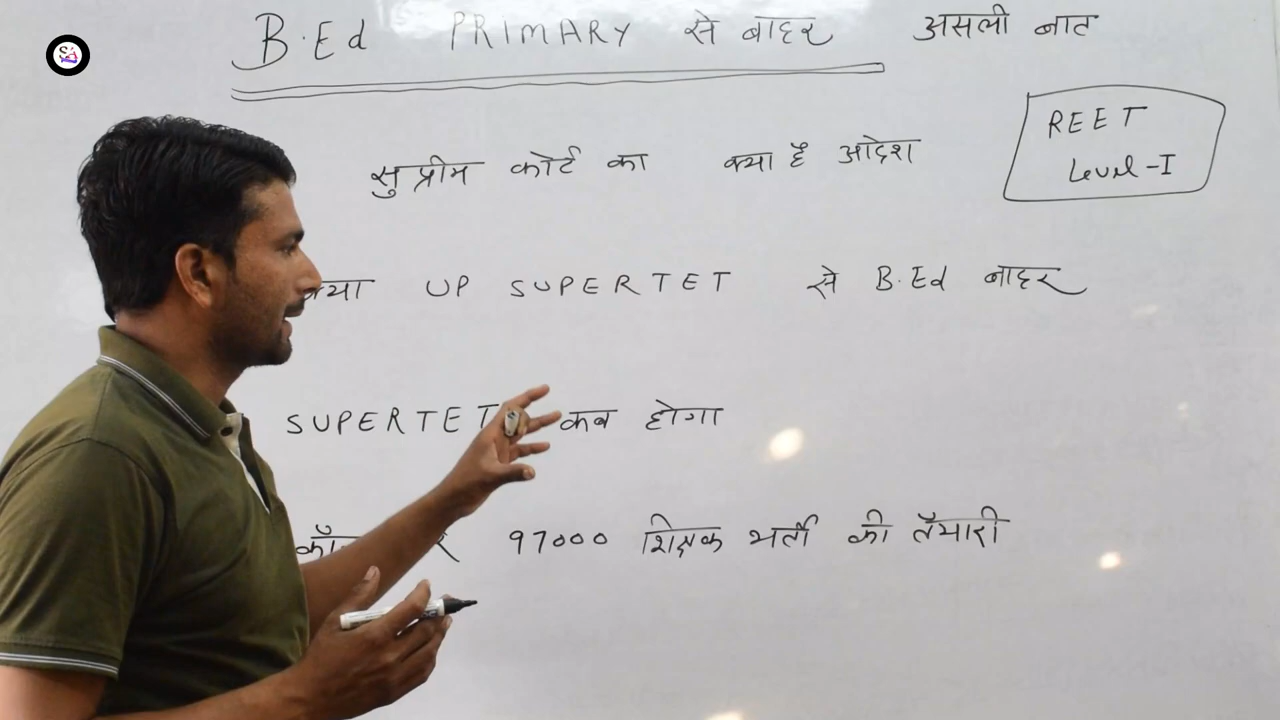 B.Ed PRIMARY से बाहर असली बात
REET
Level-I
सुप्रीम कोर्ट का क्या है आदेश
क्या UP SUPERTET से B.Ed बाहर
SUPERTET कब होगा
97000 शिक्षक भर्ती की तैयारी